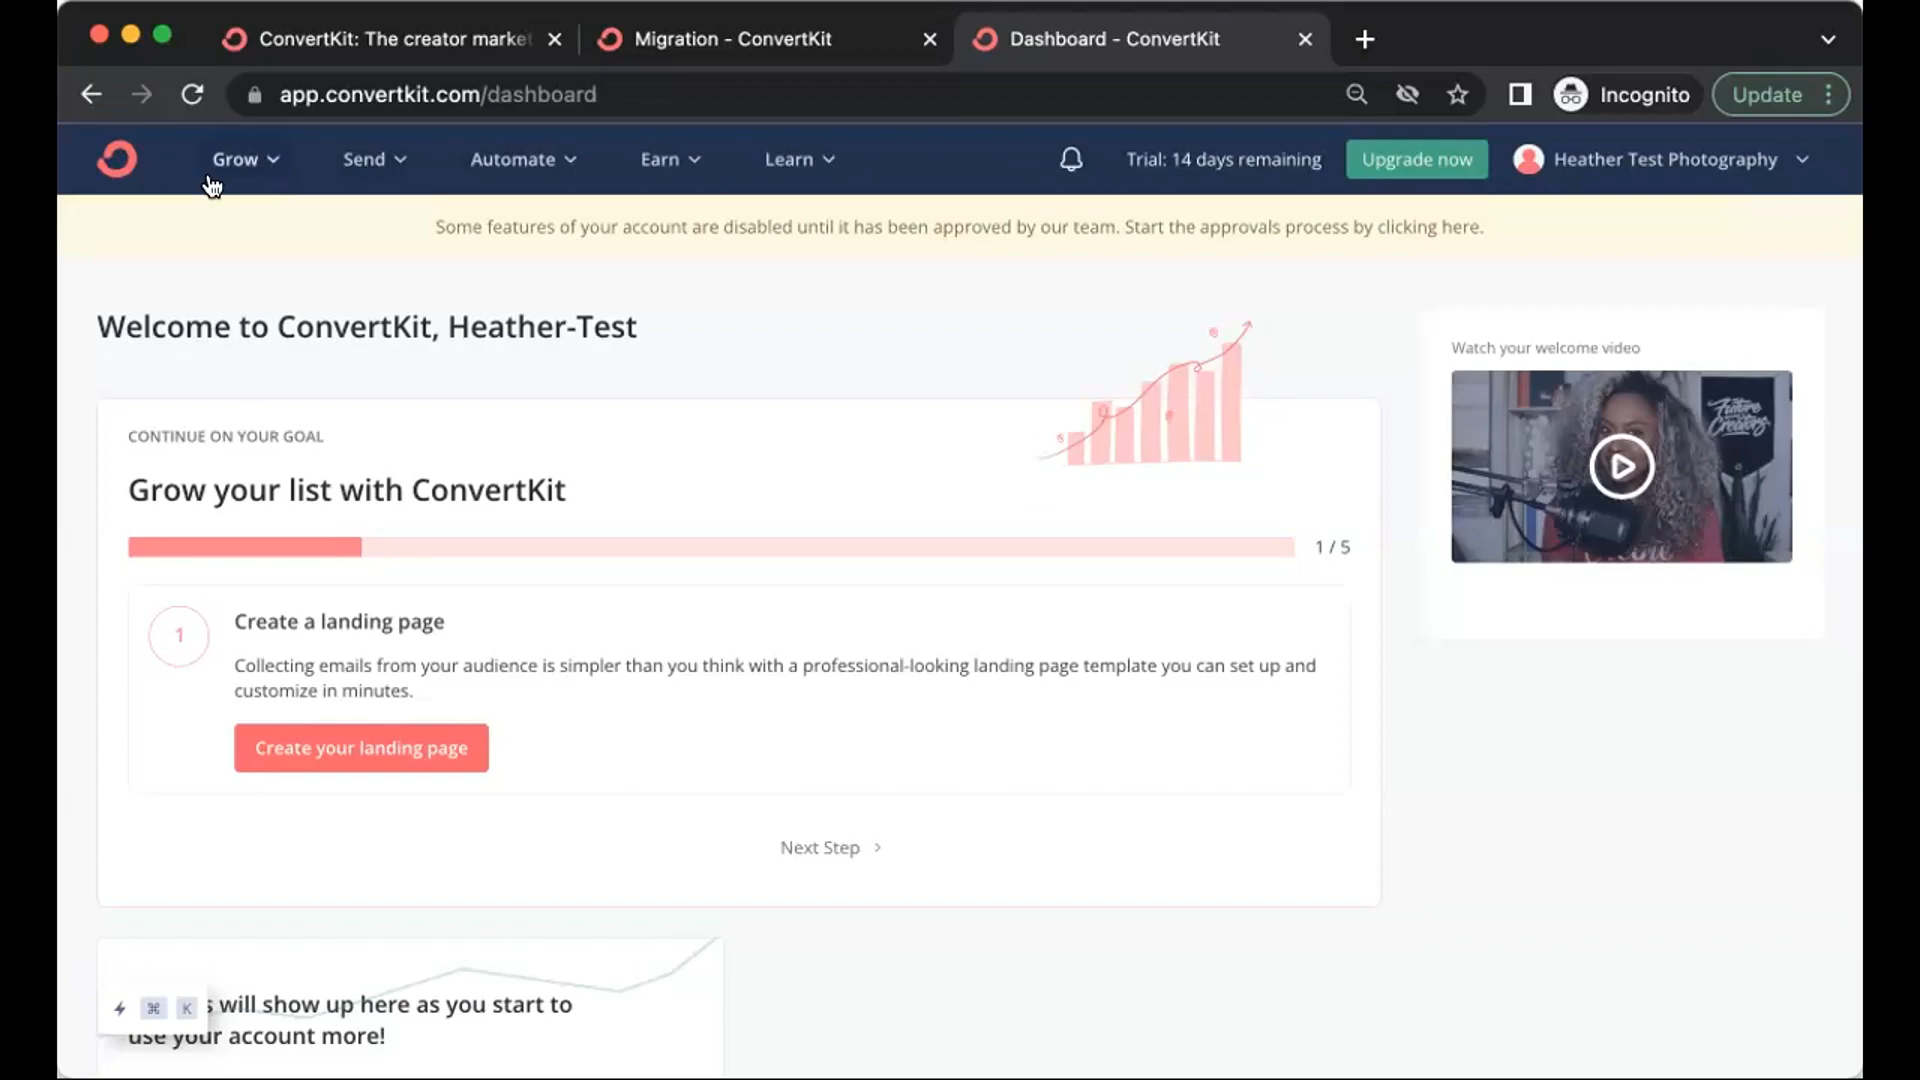 ConvertKit: The creator market
Migration - ConvertKit
Dashboard - ConvertKit
app.convertkit.com/dashboard
Incognito
Update
Grow
Send
Automate
Earn
Learn
Trial: 14 days remaining
Upgrade now
Heather Test Photography
Some features of your account are disabled until it has been approved by our team. Start the approvals process by clicking here.
Welcome to ConvertKit, Heather-Test
Watch your welcome video
Future
Creators
CONTINUE ON YOUR GOAL
Grow your list with ConvertKit
1 / 5
1
Create a landing page
Collecting emails from your audience is simpler than you think with a professional-looking landing page template you can set up and
customize in minutes.
Create your landing page
Next Step
⌘ K
s will show up here as you start to
use your account more!